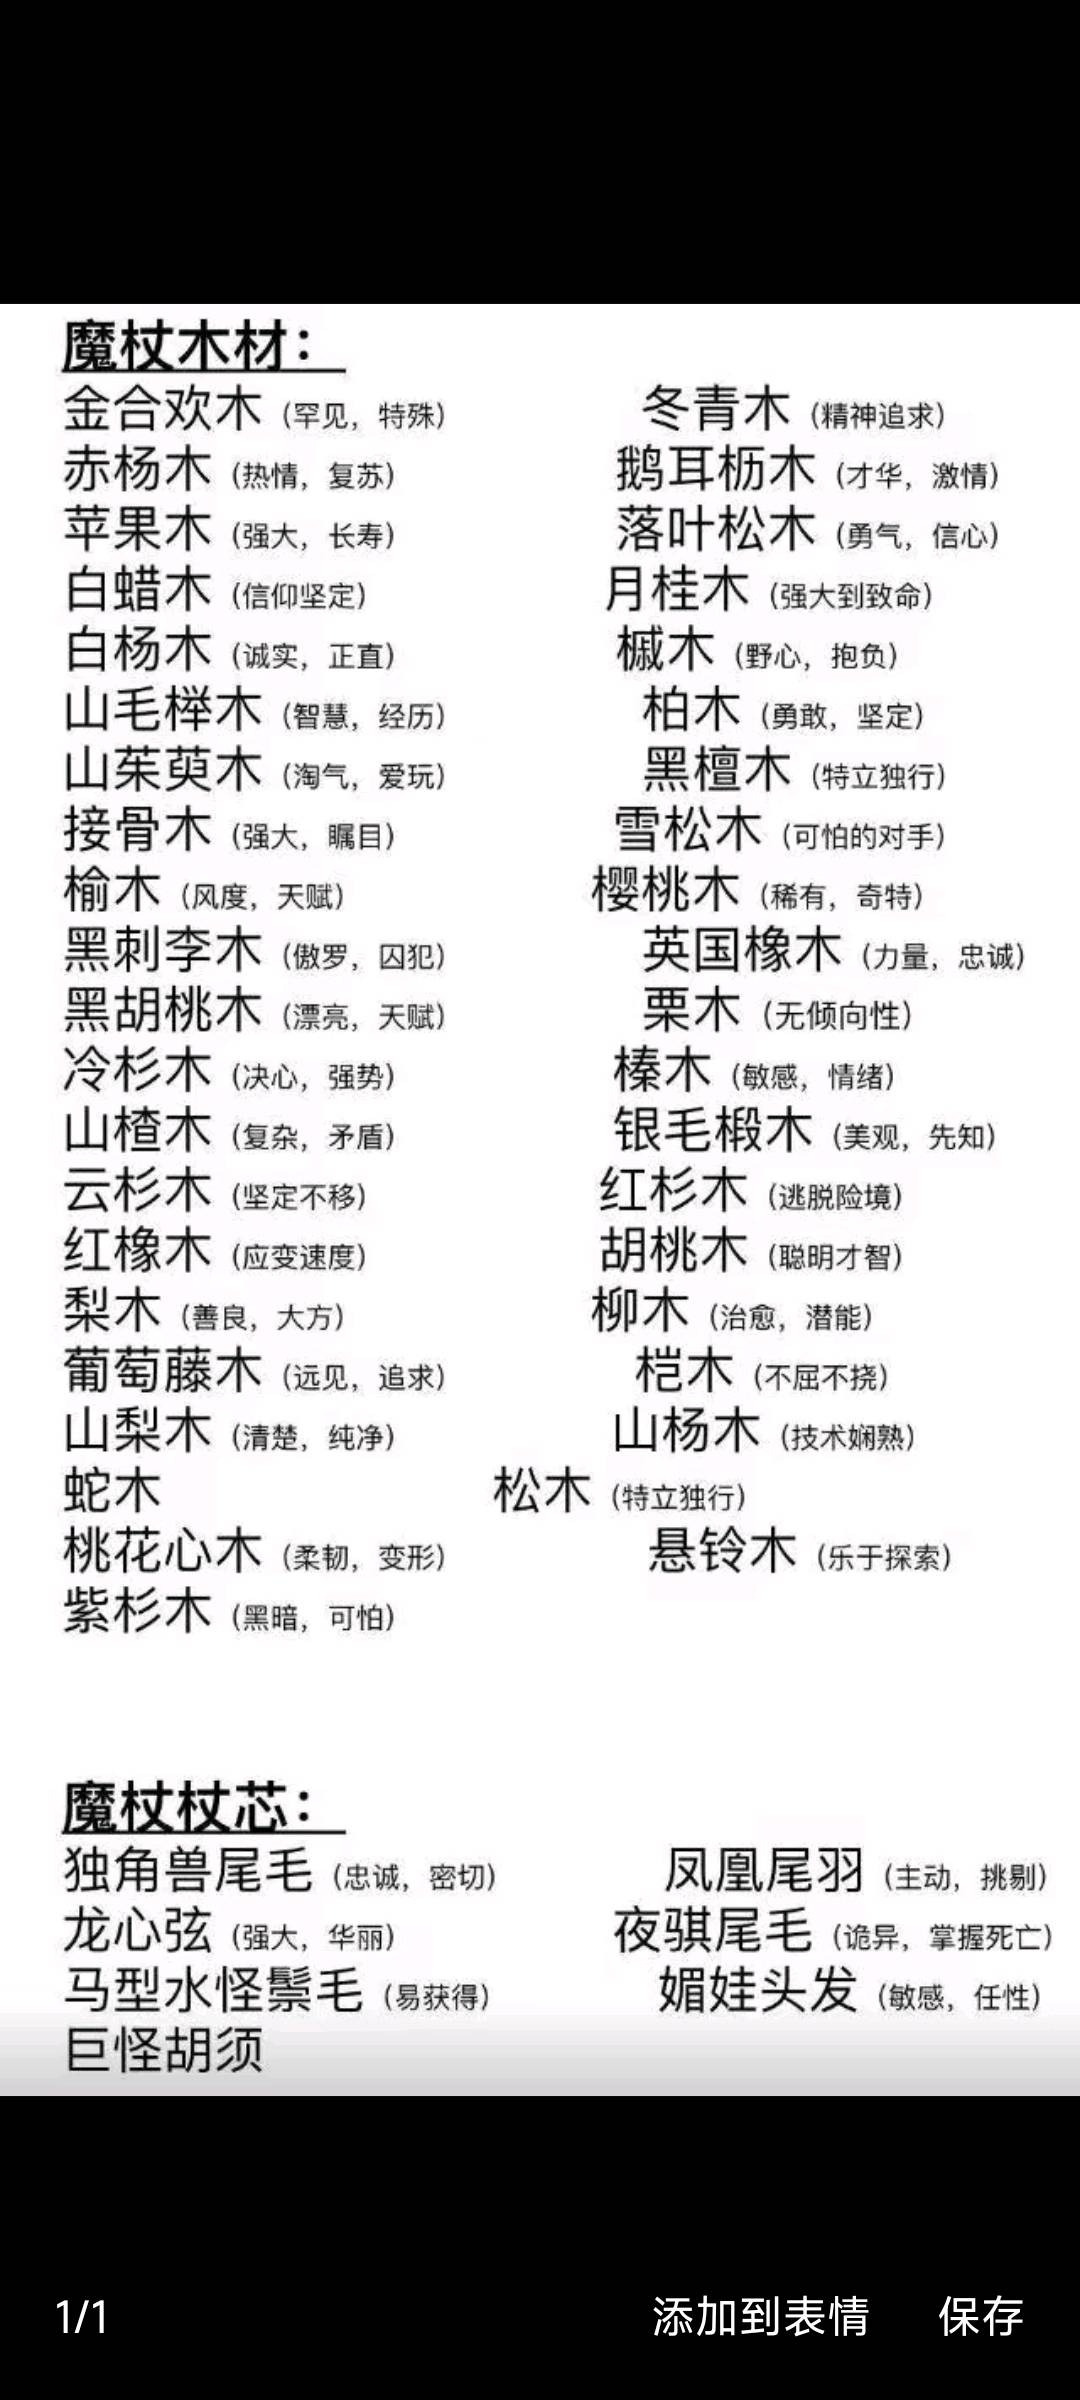 魔杖木材：
金合欢木（罕见，特殊） 冬青木（精神追求）
赤杨木（热情，复苏） 鹅耳枥木（才华，激情）
苹果木（强大，长寿） 落叶松木（勇气，信心）
白蜡木（信仰坚定） 月桂木（强大到致命）
白杨木（诚实，正直） 槭木（野心，抱负）
山毛榉木（智慧，经历） 柏木（勇敢，坚定）
山茱萸木（淘气，爱玩） 黑檀木（特立独行）
接骨木（强大，瞩目） 雪松木（可怕的对手）
榆木（风度，天赋） 樱桃木（稀有，奇特）
黑刺李木（傲罗，囚犯） 英国橡木（力量，忠诚）
黑胡桃木（漂亮，天赋） 栗木（无倾向性）
冷杉木（决心，强势） 榛木（敏感，情绪）
山楂木（复杂，矛盾） 银毛椴木（美观，先知）
云杉木（坚定不移） 红杉木（逃脱险境）
红橡木（应变速度） 胡桃木（聪明才智）
梨木（善良，大方） 柳木（治愈，潜能）
葡萄藤木（远见，追求） 桤木（不屈不挠）
山梨木（清楚，纯净） 山杨木（技术娴熟）
蛇木 松木（特立独行）
桃花心木（柔韧，变形） 悬铃木（乐于探索）
紫杉木（黑暗，可怕）
魔杖杖芯：
独角兽尾毛（忠诚，密切） 凤凰尾羽（主动，挑剔）
龙心弦（强大，华丽） 夜骐尾毛（诡异，掌握死亡）
马型水怪鬃毛（易获得） 媚娃头发（敏感，任性）
巨怪胡须
1/1 添加到表情 保存